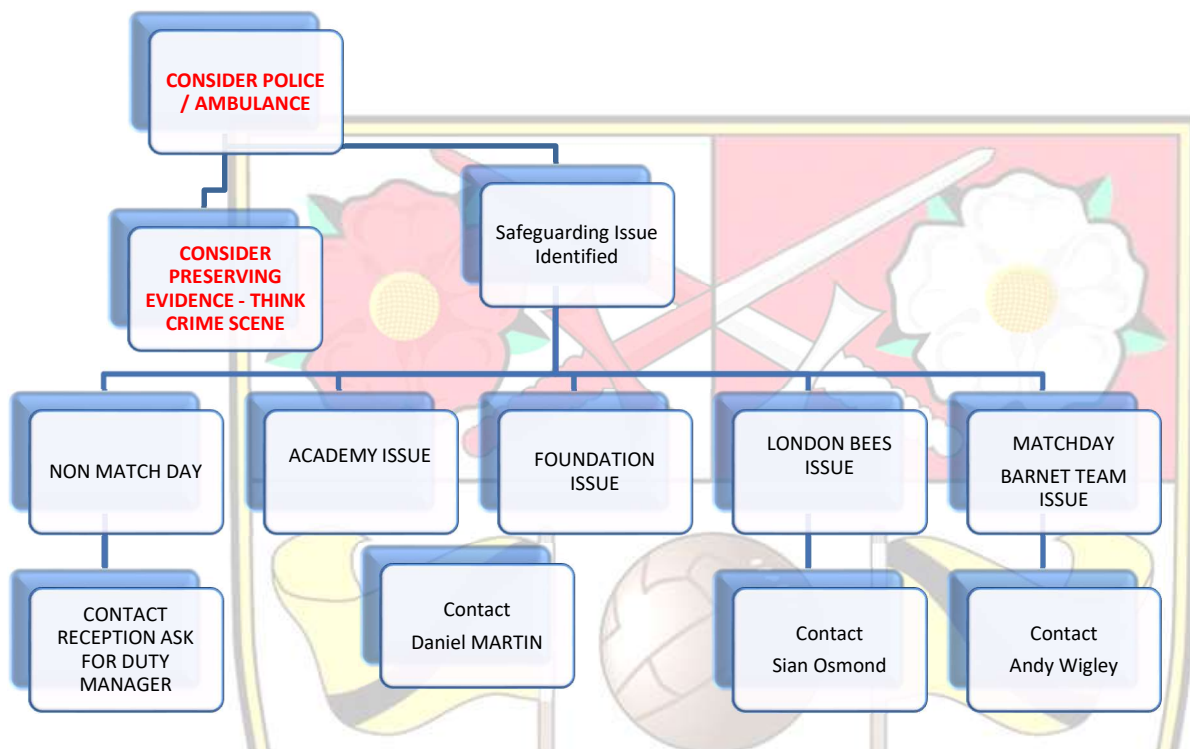 CONSIDER POLICE
/ AMBULANCE
CONSIDER
PRESERVING
EVIDENCE - THINK
CRIME SCENE
Safeguarding Issue
Identified
NON MATCH DAY
ACADEMY ISSUE
FOUNDATION
ISSUE
LONDON BEES
ISSUE
MATCHDAY
BARNET TEAM
ISSUE
CONTACT
RECEPTION ASK
FOR DUTY
MANAGER
Contact
Daniel MARTIN
Contact
Sian Osmond
Contact
Andy Wigley